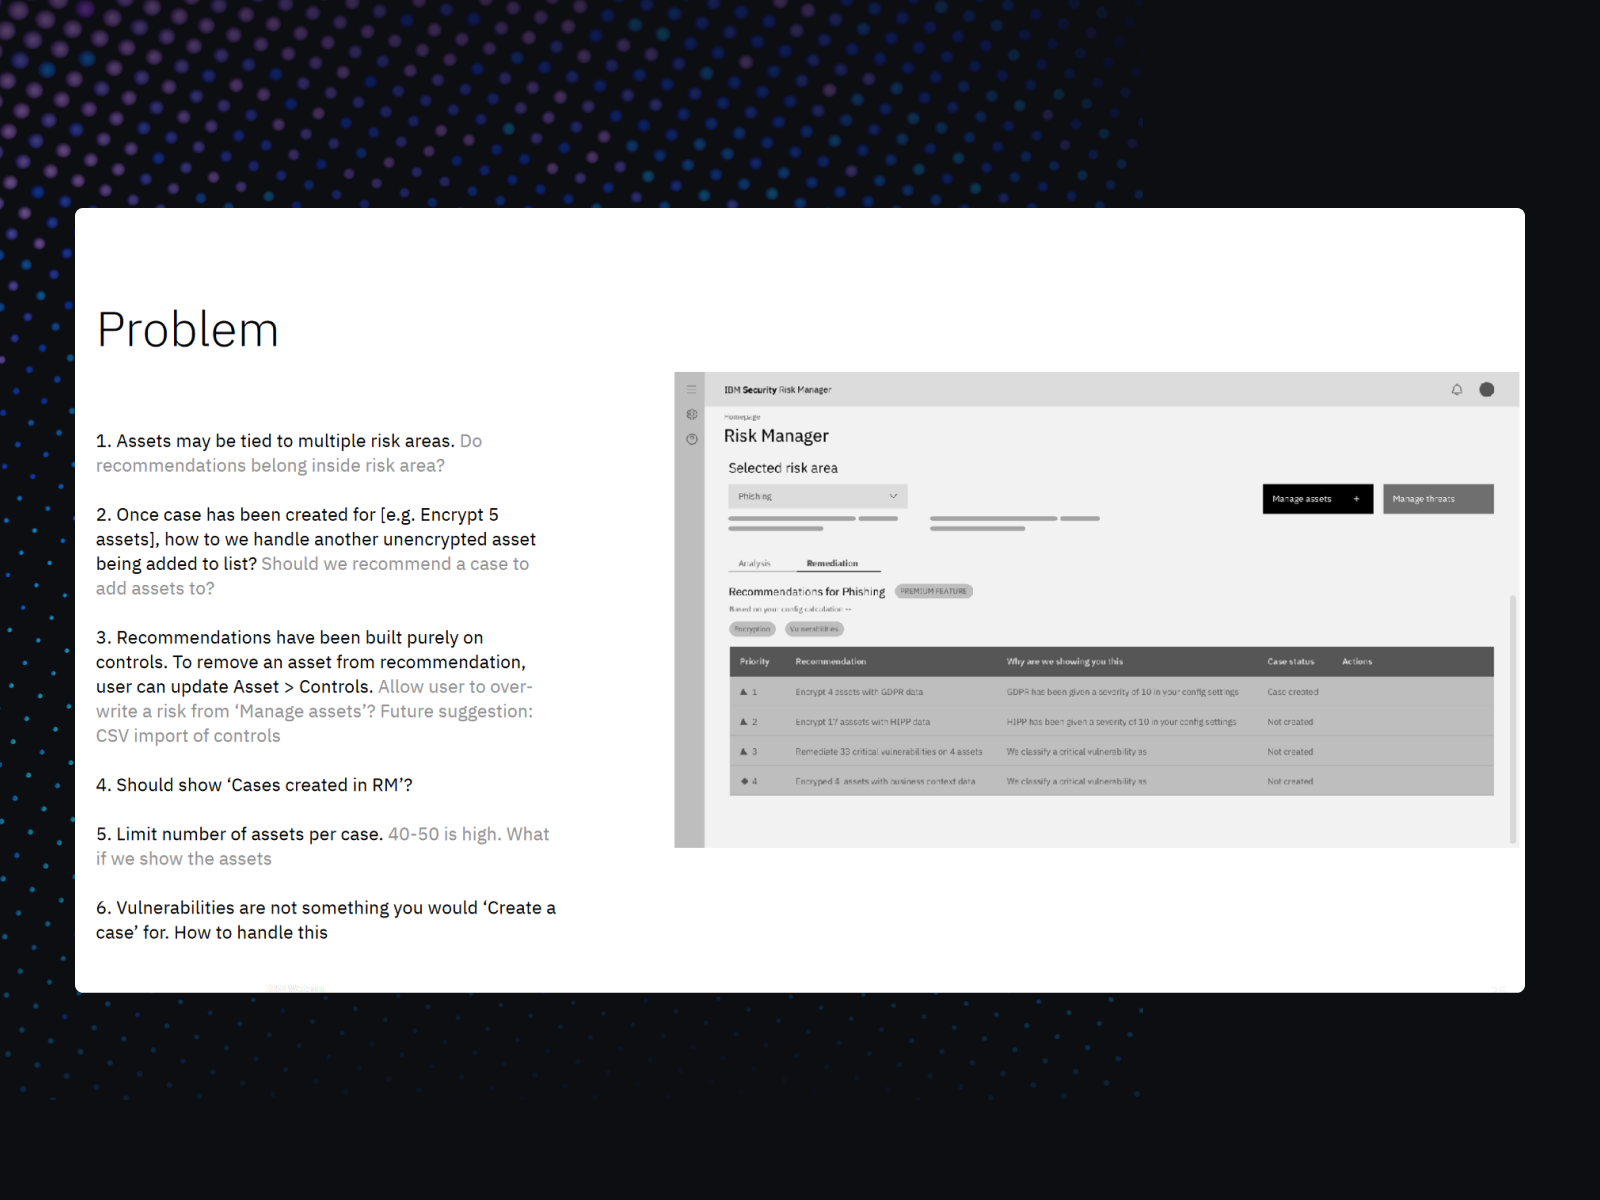 Problem
1. Assets may be tied to multiple risk areas. Do
recommendations belong inside risk area?
2. Once case has been created for [e.g. Encrypt 5
assets], how to we handle another unencrypted asset
being added to list? Should we recommend a case to
add assets to?
3. Recommendations have been built purely on
controls. To remove an asset from recommendation,
user can update Asset > Controls. Allow user to over-
write a risk from ‘Manage assets’? Future suggestion:
CSV import of controls
4. Should show ‘Cases created in RM’?
5. Limit number of assets per case. 40-50 is high. What
if we show the assets
6. Vulnerabilities are not something you would ‘Create a
case’ for. How to handle this
IBM Security Risk Manager
Homepage
Risk Manager
Selected risk area
Phishing
Manage assets +
Manage threats
Analysis Remediation
Recommendations for Phishing PREMIUM FEATURE
Based on your config calculation --
Encryption Vulnerabilities
Priority Recommendation Why are we showing you this Case status Actions
1 Encrypt 4 assets with GDPR data GDPR has been given a severity of 10 in your config settings Case created
2 Encrypt 17 asssets with HIPP data HIPP has been given a severity of 10 in your config settings Not created
3 Remediate 33 critical vulnerabilities on 4 assets We classify a critical vulnerability as Not created
4 Encryped 4 assets with business context data We classify a critical vulnerability as Not created